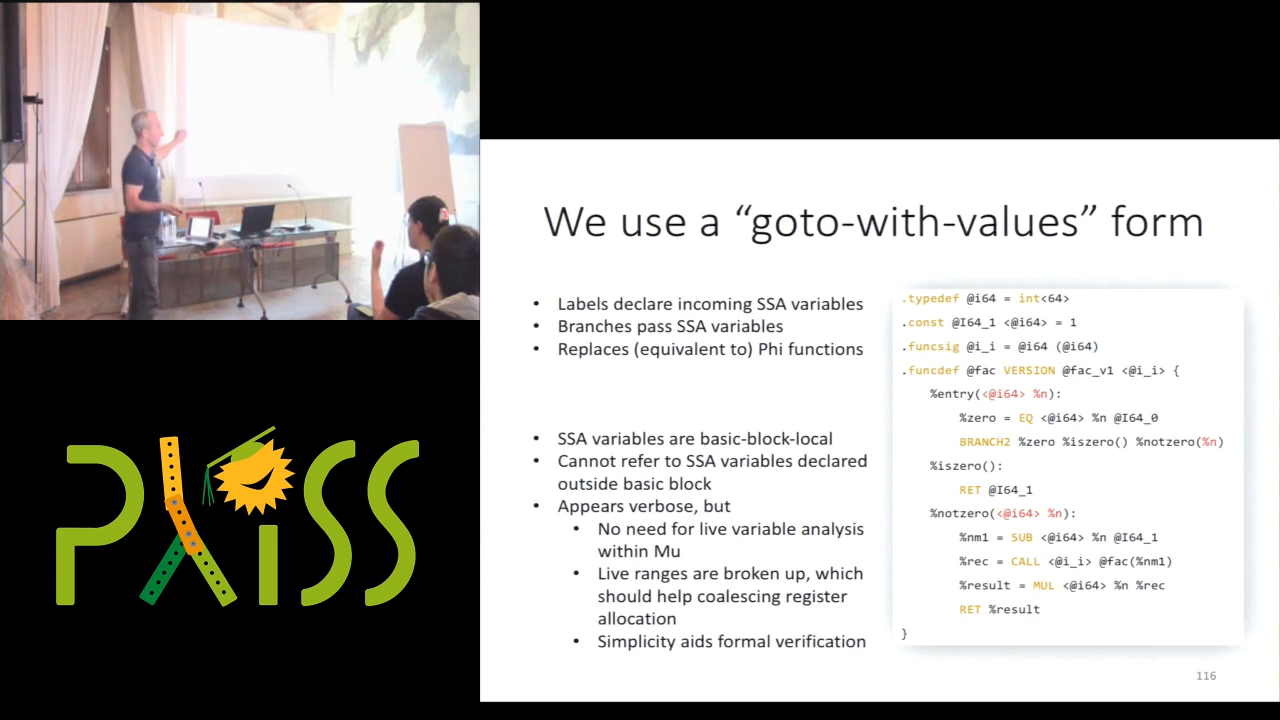 We use a “goto-with-values” form
• Labels declare incoming SSA variables
• Branches pass SSA variables
• Replaces (equivalent to) Phi functions
• SSA variables are basic-block-local
• Cannot refer to SSA variables declared
outside basic block
• Appears verbose, but
• No need for live variable analysis
within Mu
• Live ranges are broken up, which
should help coalescing register
allocation
• Simplicity aids formal verification
.typedef @i64 = int<64>
.const @I64_1 <@i64> = 1
.funcsig @i_i = @i64 (@i64)
.funcdef @fac VERSION @fac_v1 <@i_i> {
%entry(<@i64> %n):
%zero = EQ <@i64> %n @I64_0
BRANCH2 %zero %iszero() %notzero(%n)
%iszero():
RET @I64_1
%notzero(<@i64> %n):
%nm1 = SUB <@i64> %n @I64_1
%rec = CALL <@i_i> @fac(%nm1)
%result = MUL <@i64> %n %rec
RET %result
}
116
PλISS